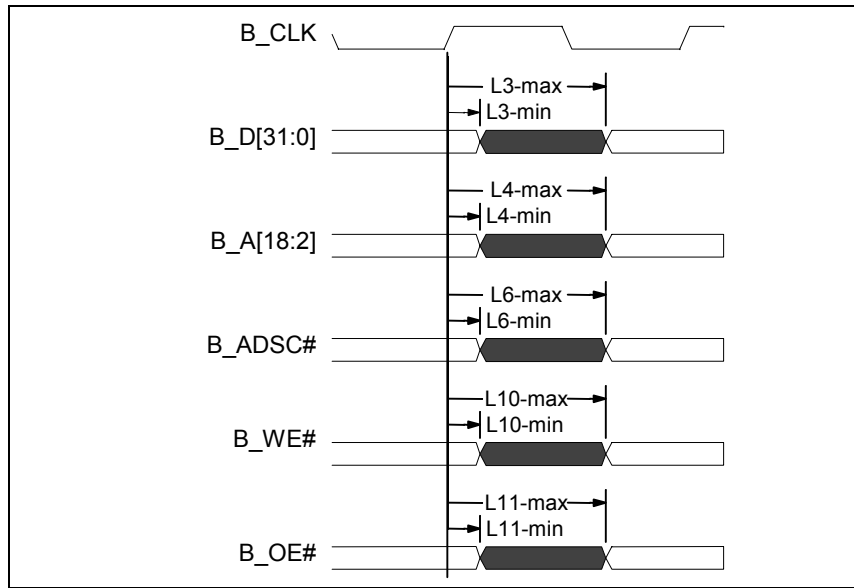 B_CLK
L3-max
L3-min
B_D[31:0]
L4-max
L4-min
B_A[18:2]
L6-max
L6-min
B_ADSC#
L10-max
L10-min
B_WE#
L11-max
L11-min
B_OE#